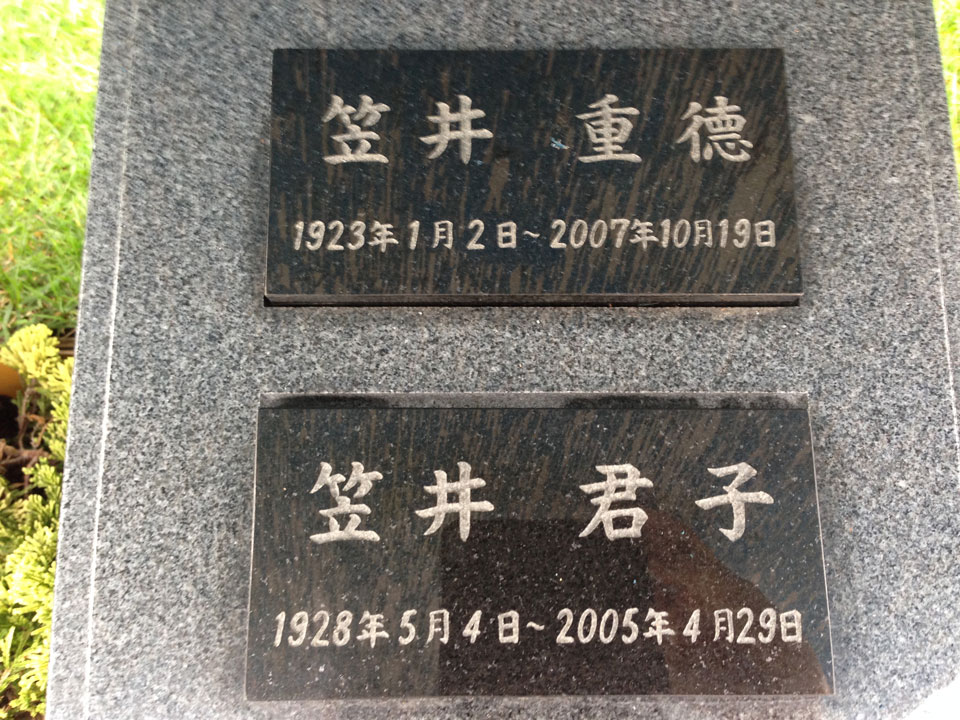 笠井 重徳
1923年1月2日~2007年10月19日
笠井 君子
1928年5月4日~2005年4月29日